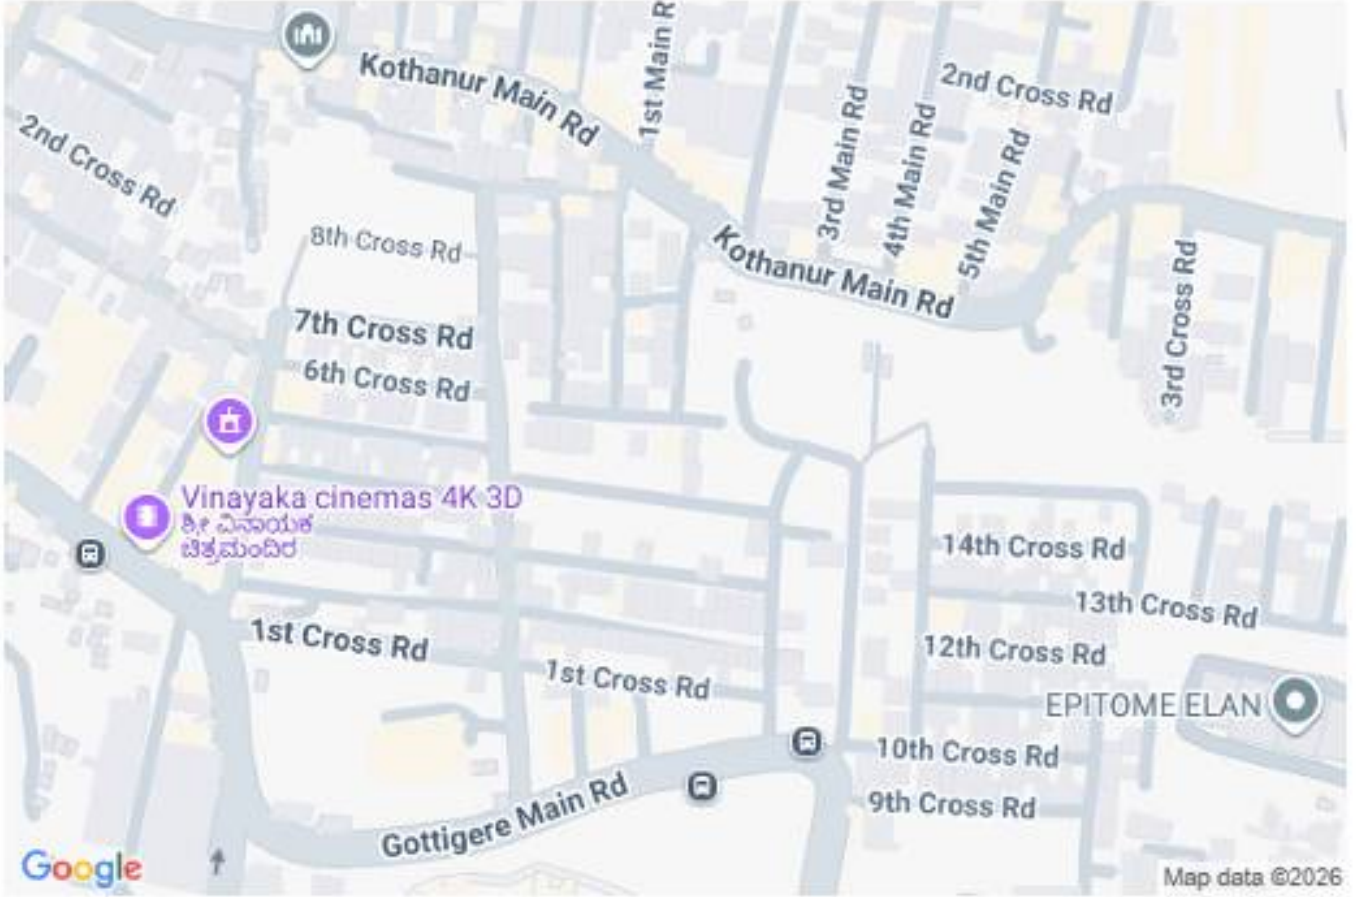 Kothanur Main Rd
1st Main R
2nd Cross Rd
3rd Main Rd
4th Main Rd
5th Main Rd
2nd Cross Rd
8th Cross Rd
Kothanur Main Rd
3rd Cross Rd
7th Cross Rd
6th Cross Rd
Vinayaka cinemas 4K 3D
ಶ್ರೀ ವಿನಾಯಕ
ಚಿತ್ರಮಂದಿರ
14th Cross Rd
13th Cross Rd
1st Cross Rd
12th Cross Rd
1st Cross Rd
EPITOME ELAN
10th Cross Rd
9th Cross Rd
Gottigere Main Rd
Google
Map data ©2026